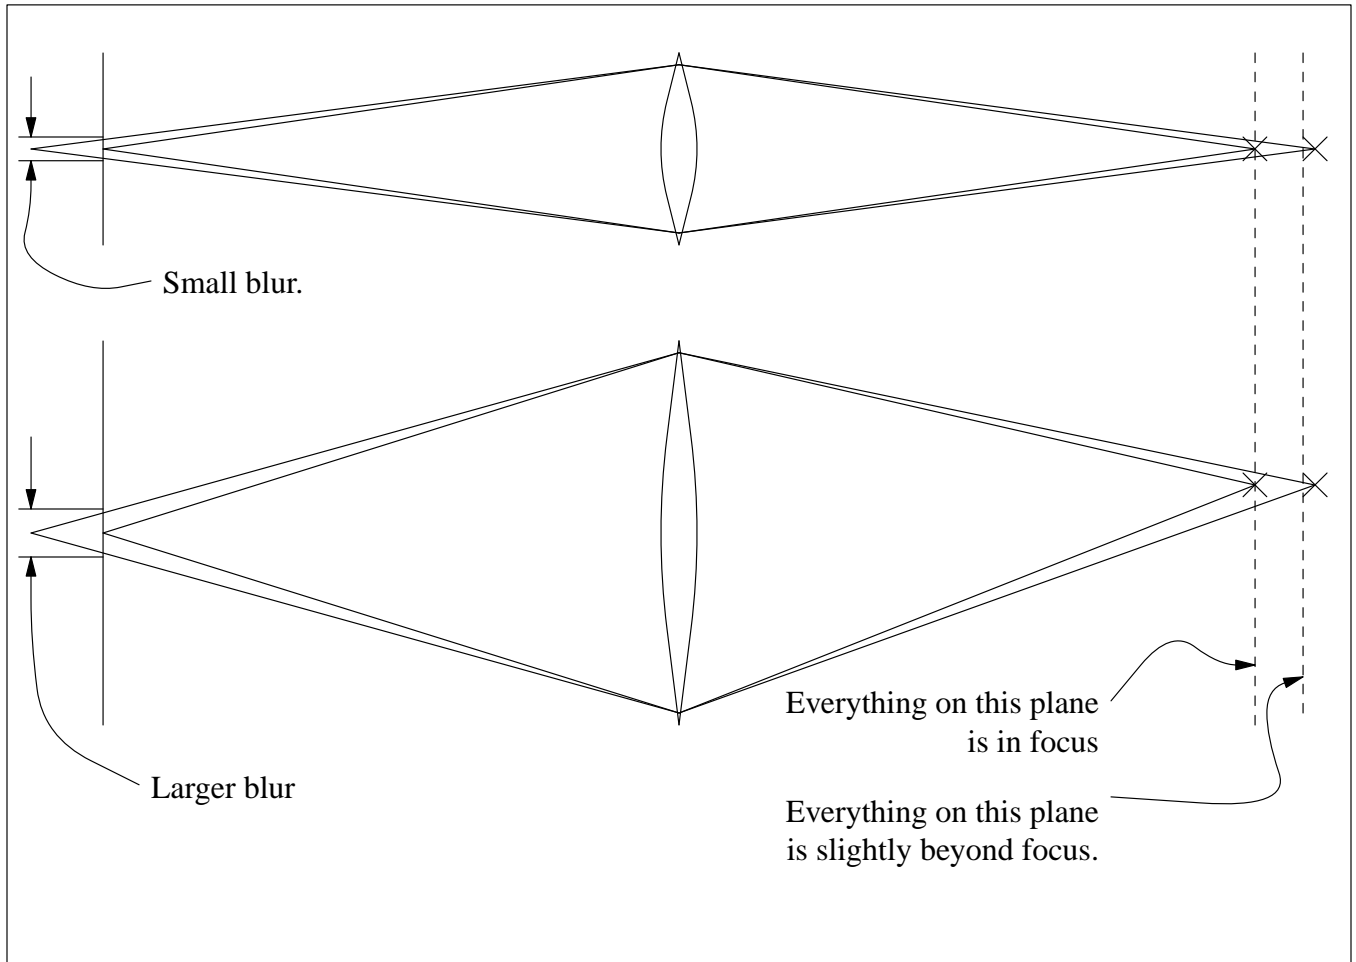 Small blur.
Everything on this plane
is in focus
Larger blur
Everything on this plane
is slightly beyond focus.